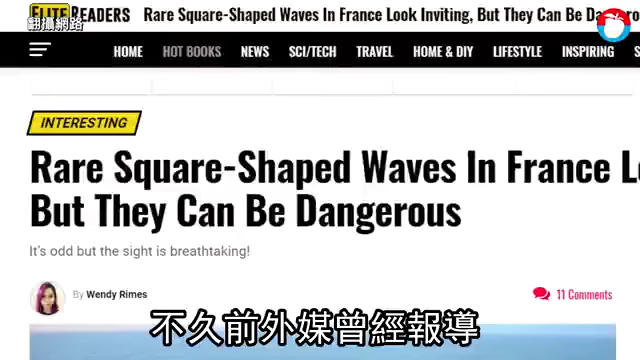 ELITE READERS
Rare Square-Shaped Waves In France Look Inviting, But They Can Be Dangerous
翻攝網路
HOME HOT BOOKS NEWS SCI/TECH TRAVEL HOME & DIY LIFESTYLE INSPIRING S
INTERESTING
Rare Square-Shaped Waves In France L
But They Can Be Dangerous
It's odd but the sight is breathtaking!
By Wendy Rimes
11 Comments
不久前外媒曾經報導